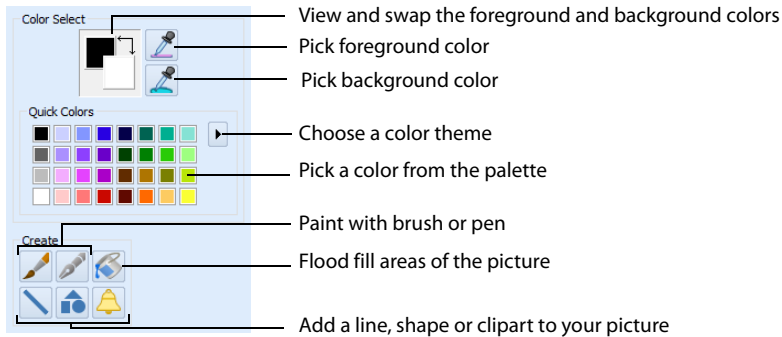 Color Select
View and swap the foreground and background colors
Pick foreground color
Pick background color
Quick Colors
Choose a color theme
Pick a color from the palette
Paint with brush or pen
Create
Flood fill areas of the picture
Add a line, shape or clipart to your picture